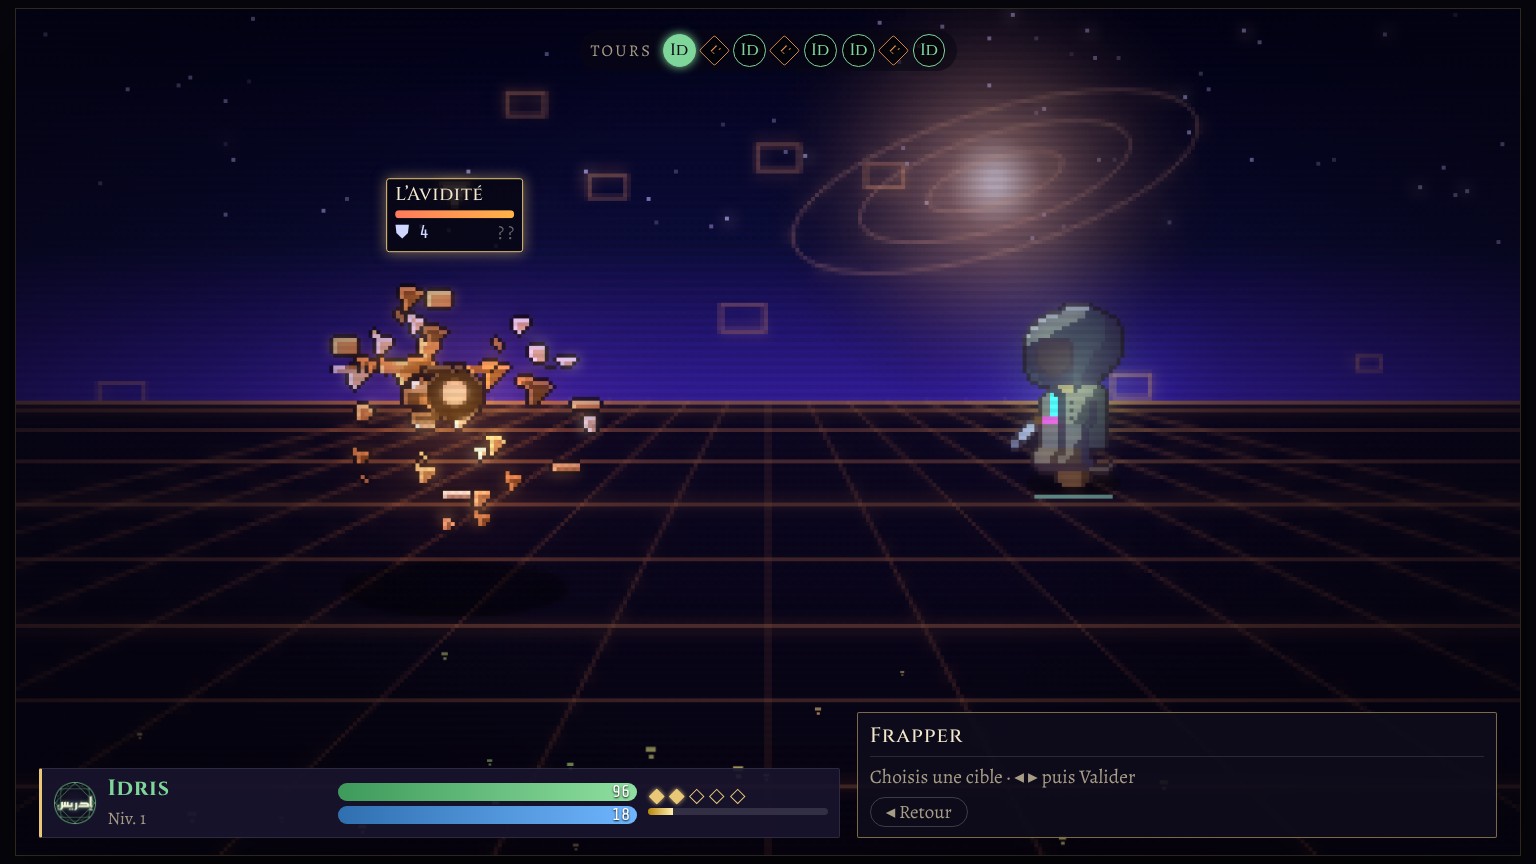 TOURS ID ID ID ID ID
L'AVIDITÉ
4 ??
IDRIS
Niv. 1
إدريس
96
18
FRAPPER
Choisis une cible · ◂ ▸ puis Valider
◂ Retour